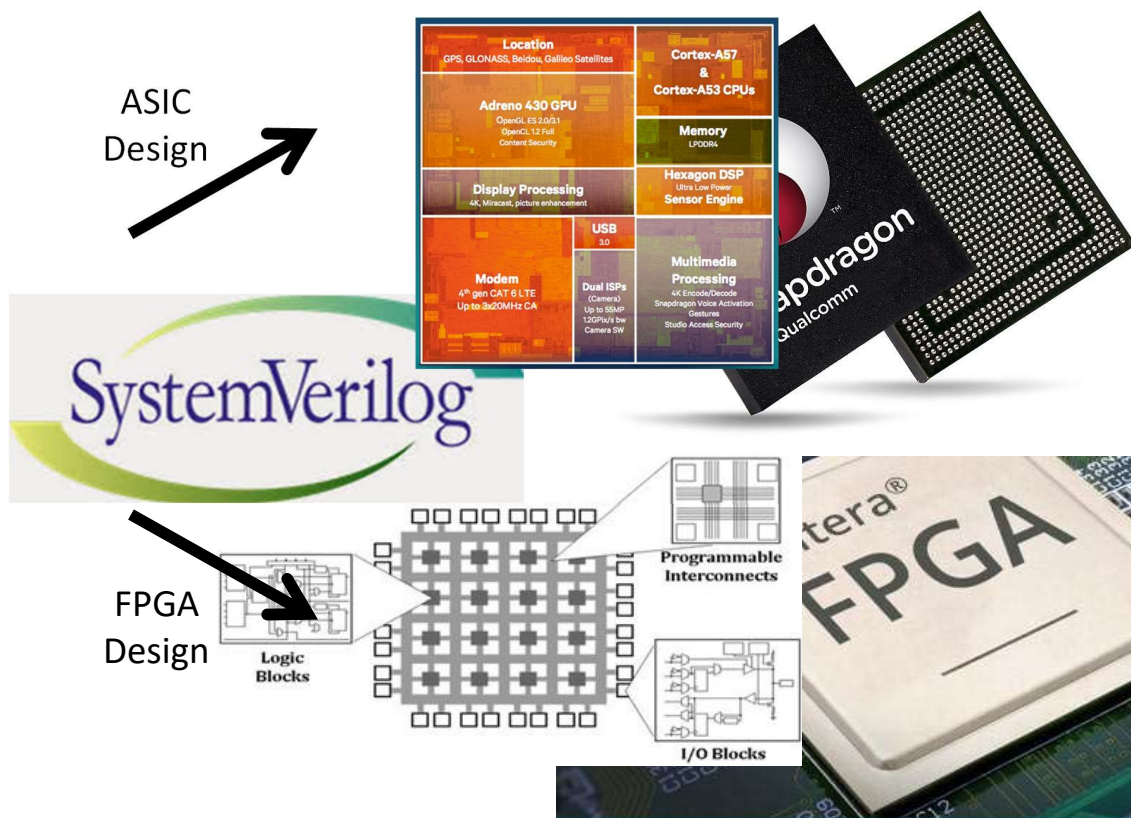 ASIC
Design
Location
GPS, GLONASS, Beidou, Galileo Satellites
Adreno 430 GPU
OpenGL ES 2.0/3.1
OpenCL 1.2 Full
Content Security
Display Processing
4K, Miracast, picture enhancement
Modem
4th gen CAT 6 LTE
Up to 3x20MHz CA
USB
3.0
Dual ISPs
(Camera)
Up to 55MP
1.2GPix/s bw
Camera SW
Cortex-A57
&
Cortex-A53 CPUs
Memory
LPDDR4
Hexagon DSP
Ultra Low Power
Sensor Engine
Multimedia
Processing
4K Encode/Decode
Snapdragon Voice Activation
Gestures
Studio Access Security
apdragon
™
Qualcomm
SystemVerilog
FPGA
Design
Logic
Blocks
Programmable
Interconnects
I/O Blocks
tera®
FPGA
C12